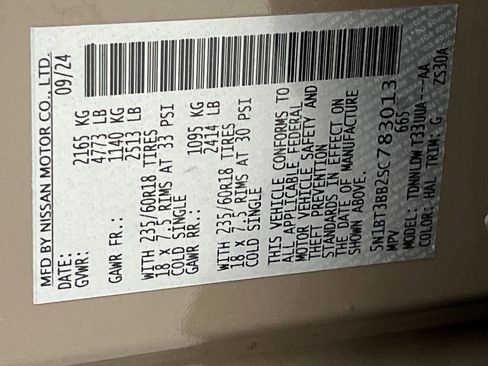 MFD BY NISSAN MOTOR CO., LTD.
DATE: 09/24
GVWR: 2165 KG
4773 LB
GAWR FR.: 1140 KG
2513 LB
WITH 235/60R18 TIRES
18 x 7.5 RIMS AT 33 PSI
COLD SINGLE
GAWR RR.: 1095 KG
2414 LB
WITH 235/60R18 TIRES
18 x 7.5 RIMS AT 30 PSI
COLD SINGLE
THIS VEHICLE CONFORMS TO
ALL APPLICABLE FEDERAL
MOTOR VEHICLE SAFETY AND
THEFT PREVENTION
STANDARDS IN EFFECT ON
THE DATE OF MANUFACTURE
SHOWN ABOVE.
5N1BT3BB2SC783013
MPV 665
MODEL: TDNNLDW T33UUA---AA
COLOR: HAL TRIM: G ZS30A